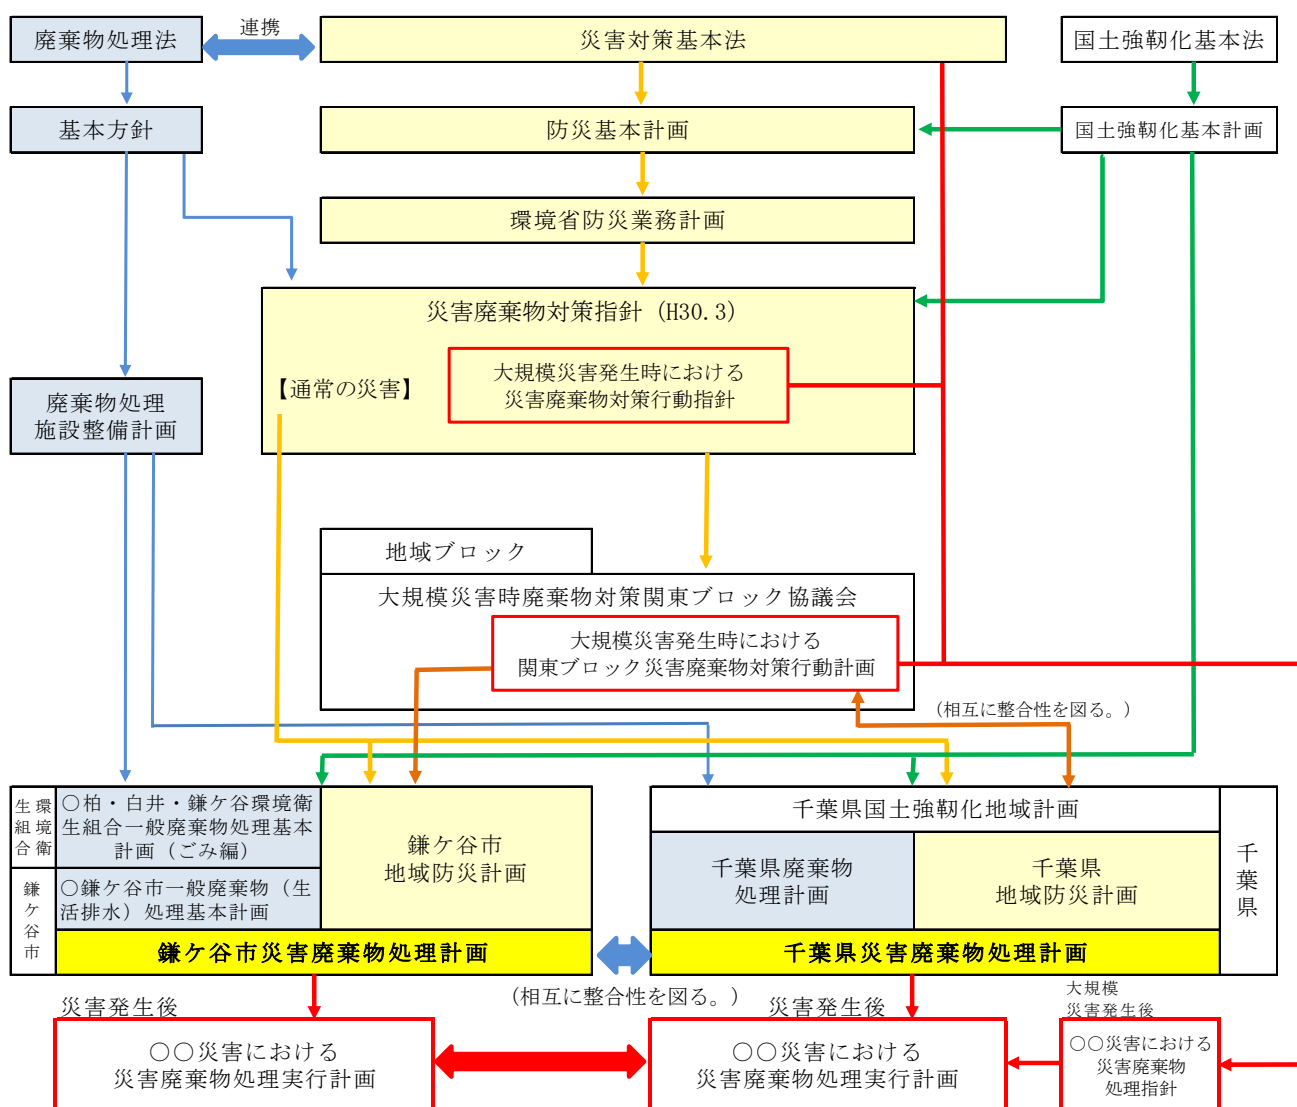 廃棄物処理法
連携
災害対策基本法
国土強靭化基本法
基本方針
防災基本計画
国土強靭化基本計画
環境省防災業務計画
災害廃棄物対策指針（H30.3）
【通常の災害】
大規模災害発生時における
災害廃棄物対策行動指針
廃棄物処理
施設整備計画
地域ブロック
大規模災害時廃棄物対策関東ブロック協議会
大規模災害発生時における
関東ブロック災害廃棄物対策行動計画
（相互に整合性を図る。）
環境衛
生組合
〇柏・白井・鎌ケ谷環境衛
生組合一般廃棄物処理基本
計画（ごみ編）
鎌ケ谷市
〇鎌ケ谷市一般廃棄物（生
活排水）処理基本計画
鎌ケ谷市
地域防災計画
鎌ケ谷市災害廃棄物処理計画
千葉県国土強靭化地域計画
千葉県廃棄物
処理計画
千葉県
地域防災計画
千葉県
千葉県災害廃棄物処理計画
（相互に整合性を図る。）
災害発生後
〇〇災害における
災害廃棄物処理実行計画
災害発生後
〇〇災害における
災害廃棄物処理実行計画
大規模
災害発生後
〇〇災害における
災害廃棄物
処理指針